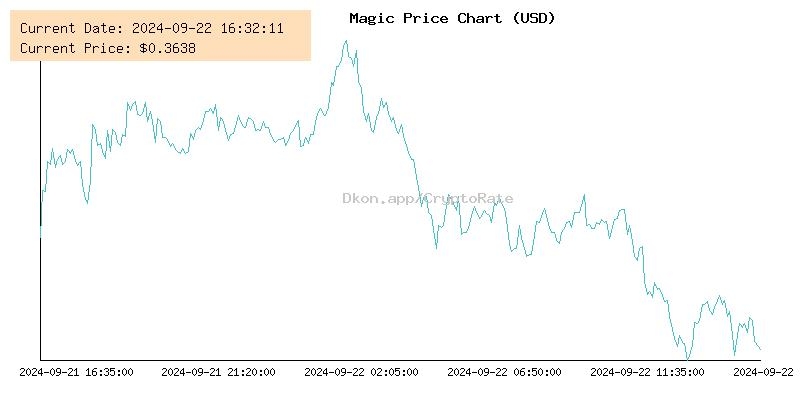 Magic Price Chart (USD)
Current Date: 2024-09-22 16:32:11
Current Price: $0.3638
Dkon.app/CryptoRate
2024-09-21 16:35:00 2024-09-21 21:20:00 2024-09-22 02:05:00 2024-09-22 06:50:00 2024-09-22 11:35:00 2024-09-22